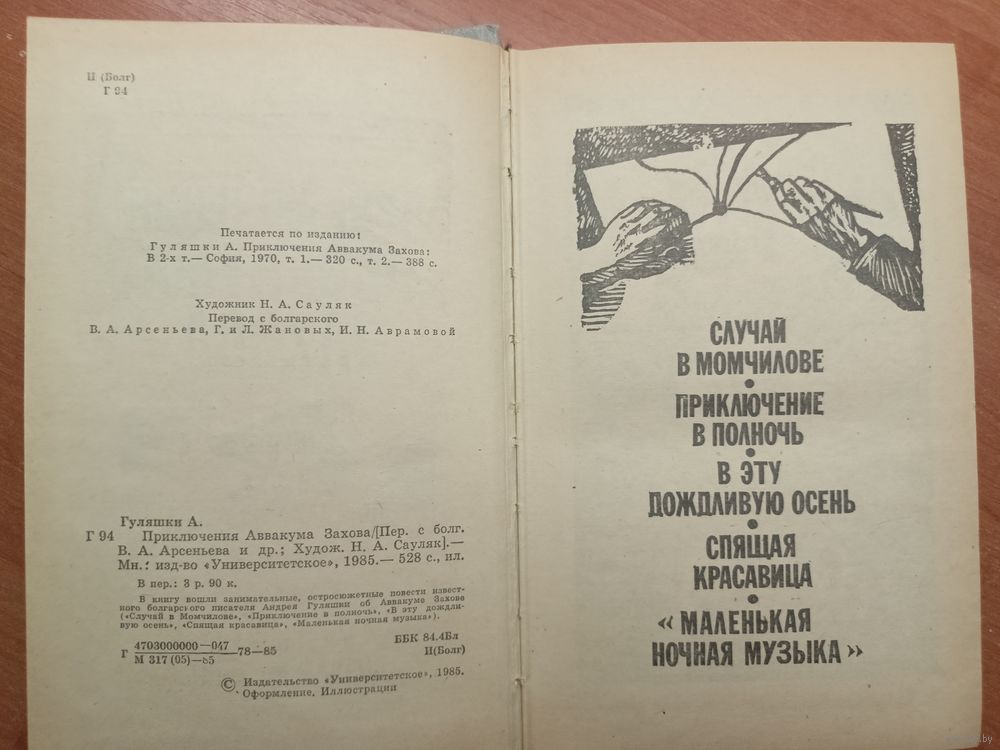 И (Болг)
Г 94
Печатается по изданию:
Гуляшки А. Приключения Аввакума Захова:
В 2-х т.— София, 1970, т. 1.— 320 с., т. 2.— 388 с.
Художник Н. А. Сауляк
Перевод с болгарского
В. А. Арсеньева, Г. и Л. Жановых, И. Н. Аврамовой
Гуляшки А.
Г 94 Приключения Аввакума Захова/[Пер. с болг.
В. А. Арсеньева и др.; Худож. Н. А. Сауляк].—
Мн.: изд-во «Университетское», 1985.— 528 с., ил.
В пер.: 3 р. 90 к.
В книгу вошли занимательные, остросюжетные повести извест-
ного болгарского писателя Андрея Гуляшки об Аввакуме Захове
(«Случай в Момчилове», «Приключение в полночь», «В эту дождли-
вую осень», «Спящая красавица», «Маленькая ночная музыка»).
Г 4703000000—047 78—85
М 317 (05)—85
ББК 84.4Бл
И(Болг)
© Издательство «Университетское», 1985.
Оформление. Иллюстрации
СЛУЧАЙ
В МОМЧИЛОВЕ
•
ПРИКЛЮЧЕНИЕ
В ПОЛНОЧЬ
•
В ЭТУ
ДОЖДЛИВУЮ ОСЕНЬ
•
СПЯЩАЯ
КРАСАВИЦА
•
«МАЛЕНЬКАЯ
НОЧНАЯ МУЗЫКА»